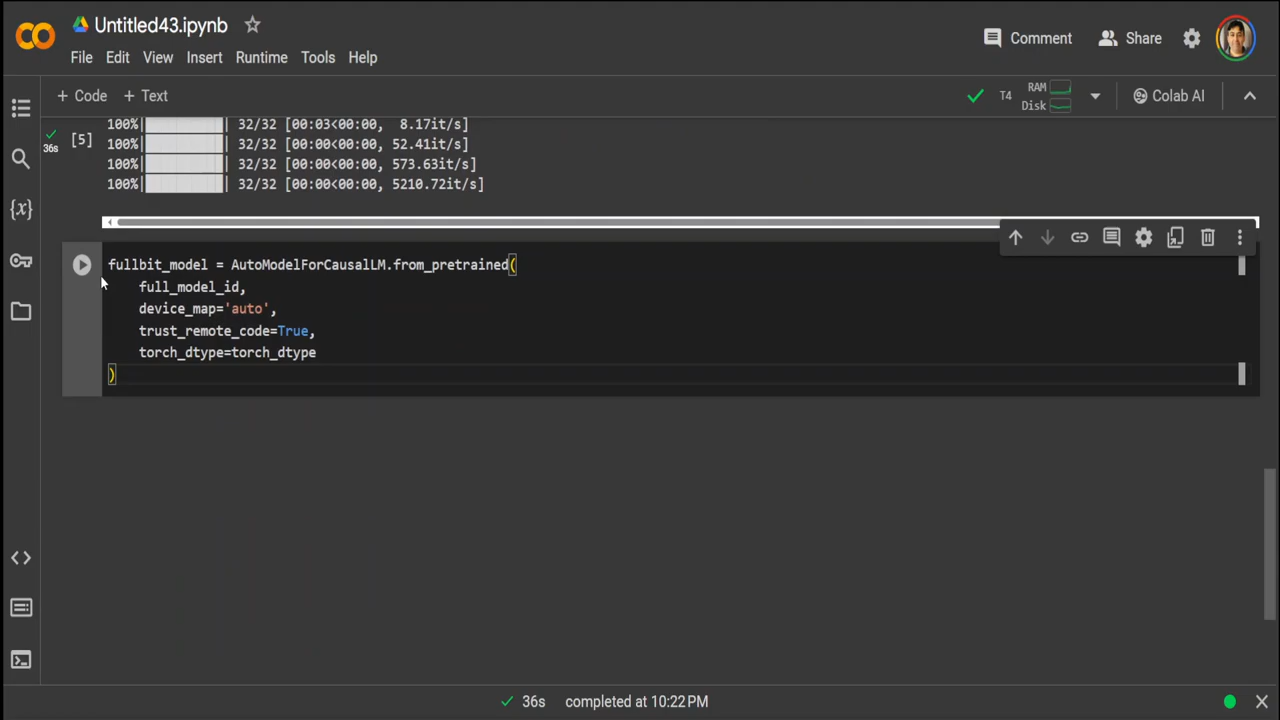 Untitled43.ipynb
File Edit View Insert Runtime Tools Help
Comment
Share
+ Code + Text
T4
RAM
Disk
Colab AI
36s
[5]
100%| | 32/32 [00:03<00:00, 8.17it/s]
100%| | 32/32 [00:00<00:00, 52.41it/s]
100%| | 32/32 [00:00<00:00, 573.63it/s]
100%| | 32/32 [00:00<00:00, 5210.72it/s]
{x}
fullbit_model = AutoModelForCausalLM.from_pretrained(
full_model_id,
device_map='auto',
trust_remote_code=True,
torch_dtype=torch_dtype
)
36s completed at 10:22 PM